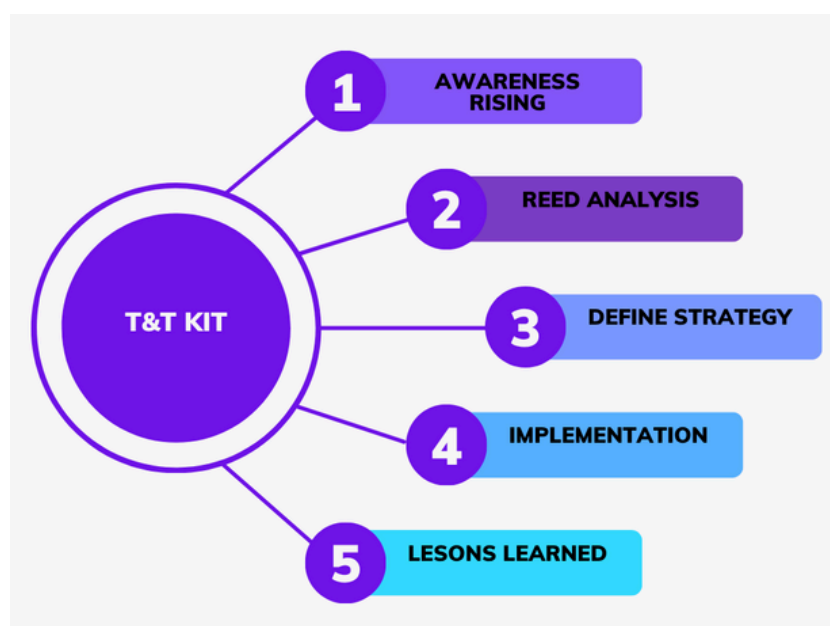 1
AWARENESS
RISING
2
REED ANALYSIS
T&T KIT
3
DEFINE STRATEGY
4
IMPLEMENTATION
5
LESONS LEARNED